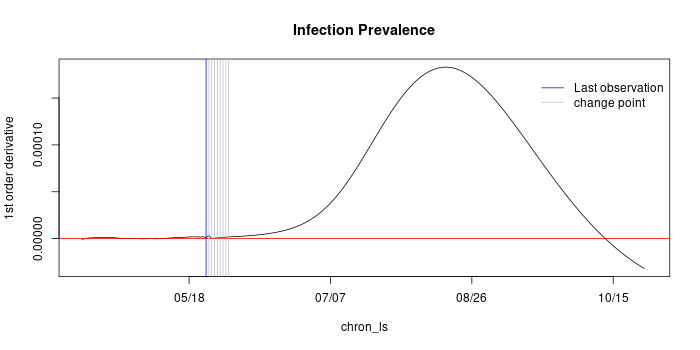 Infection Prevalence
1st order derivative
0.00010
0.00000
Last observation
change point
05/18
07/07
08/26
10/15
chron_ls